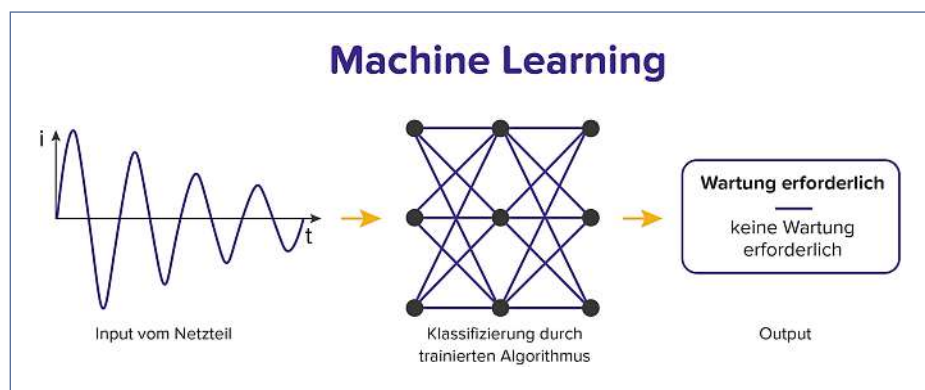 Machine Learning
i
t
Input vom Netzteil
Klassifizierung durch
trainierten Algorithmus
Wartung erforderlich
keine Wartung
erforderlich
Output